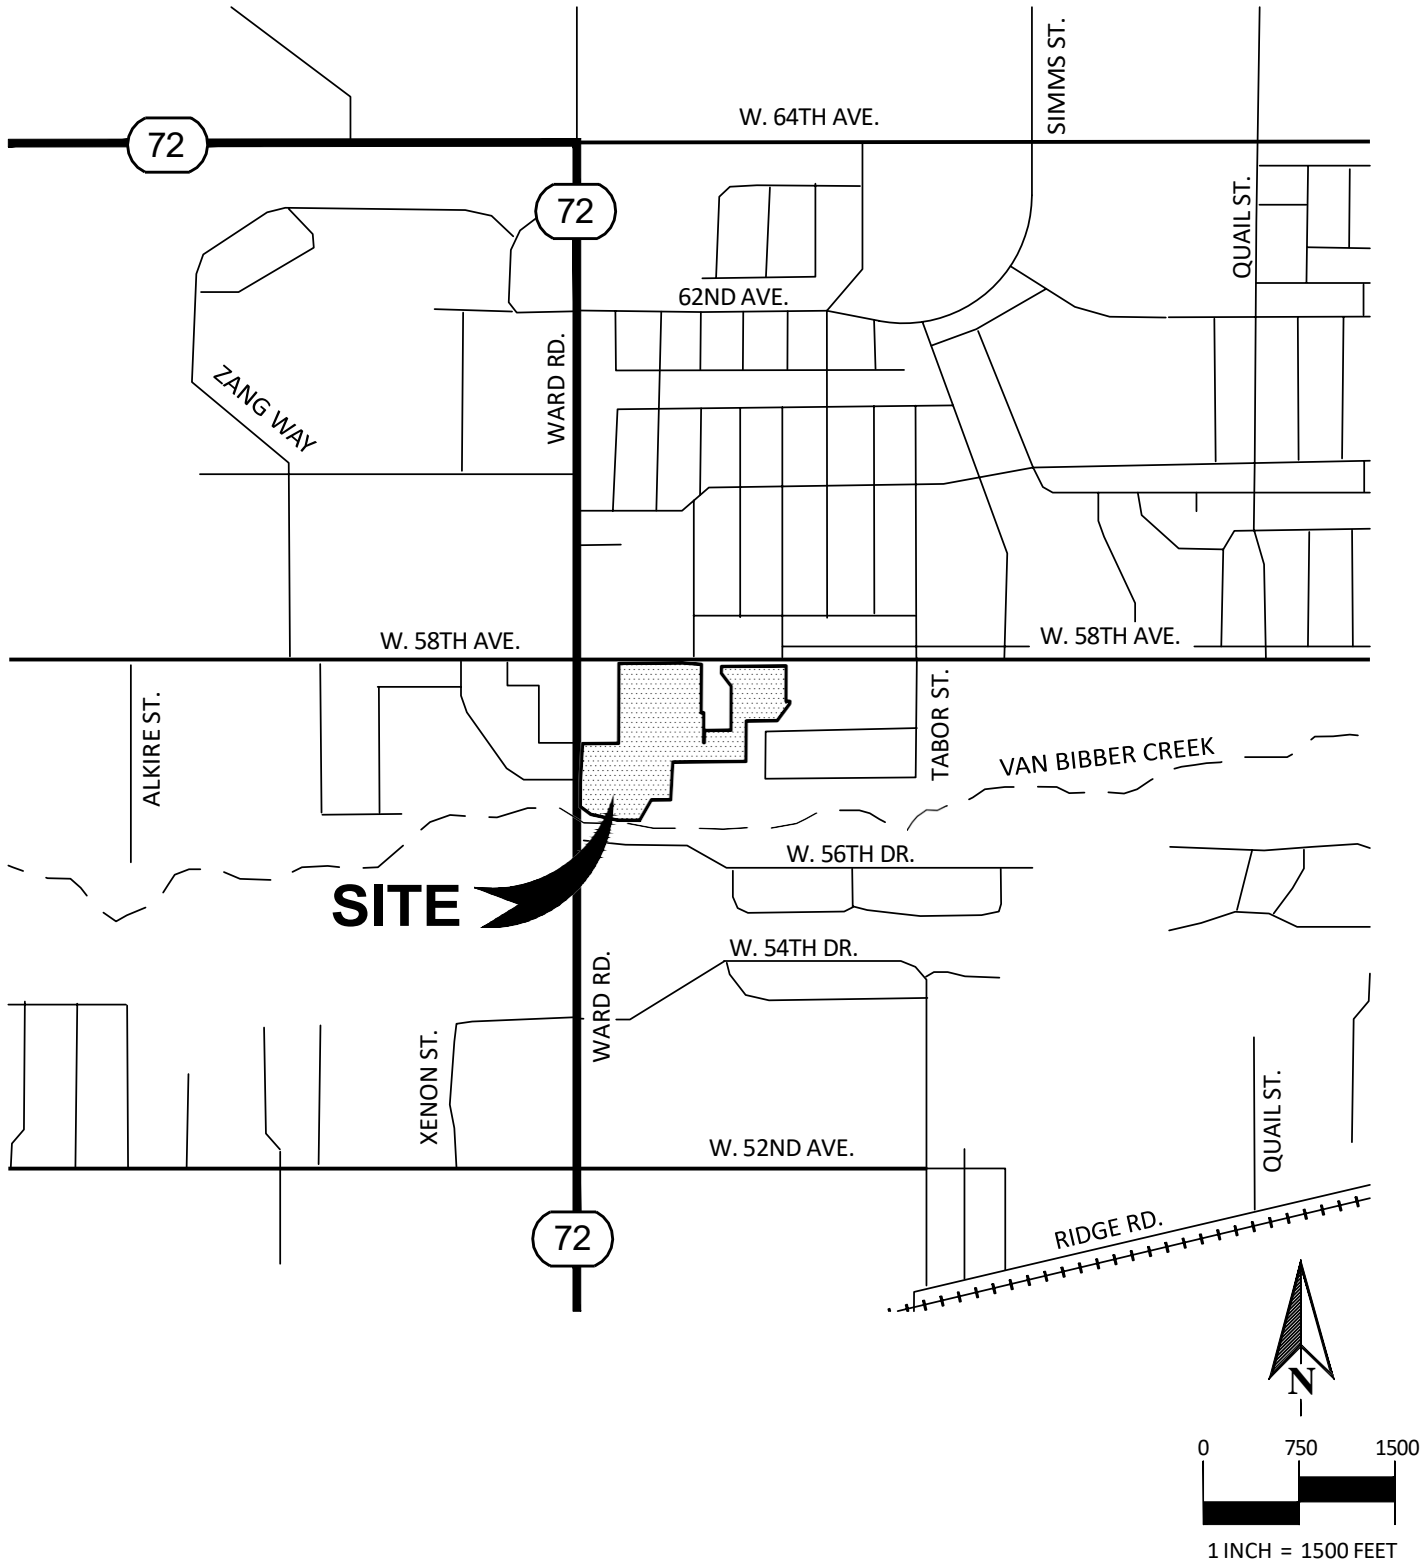 SIMMS ST.
W. 64TH AVE.
72
72
QUAIL ST.
62ND AVE.
WARD RD.
ZANG WAY
W. 58TH AVE.
W. 58TH AVE.
ALKIRE ST.
TABOR ST.
VAN BIBBER CREEK
W. 56TH DR.
SITE
W. 54TH DR.
WARD RD.
XENON ST.
QUAIL ST.
W. 52ND AVE.
RIDGE RD.
72
N
0 750 1500
1 INCH = 1500 FEET